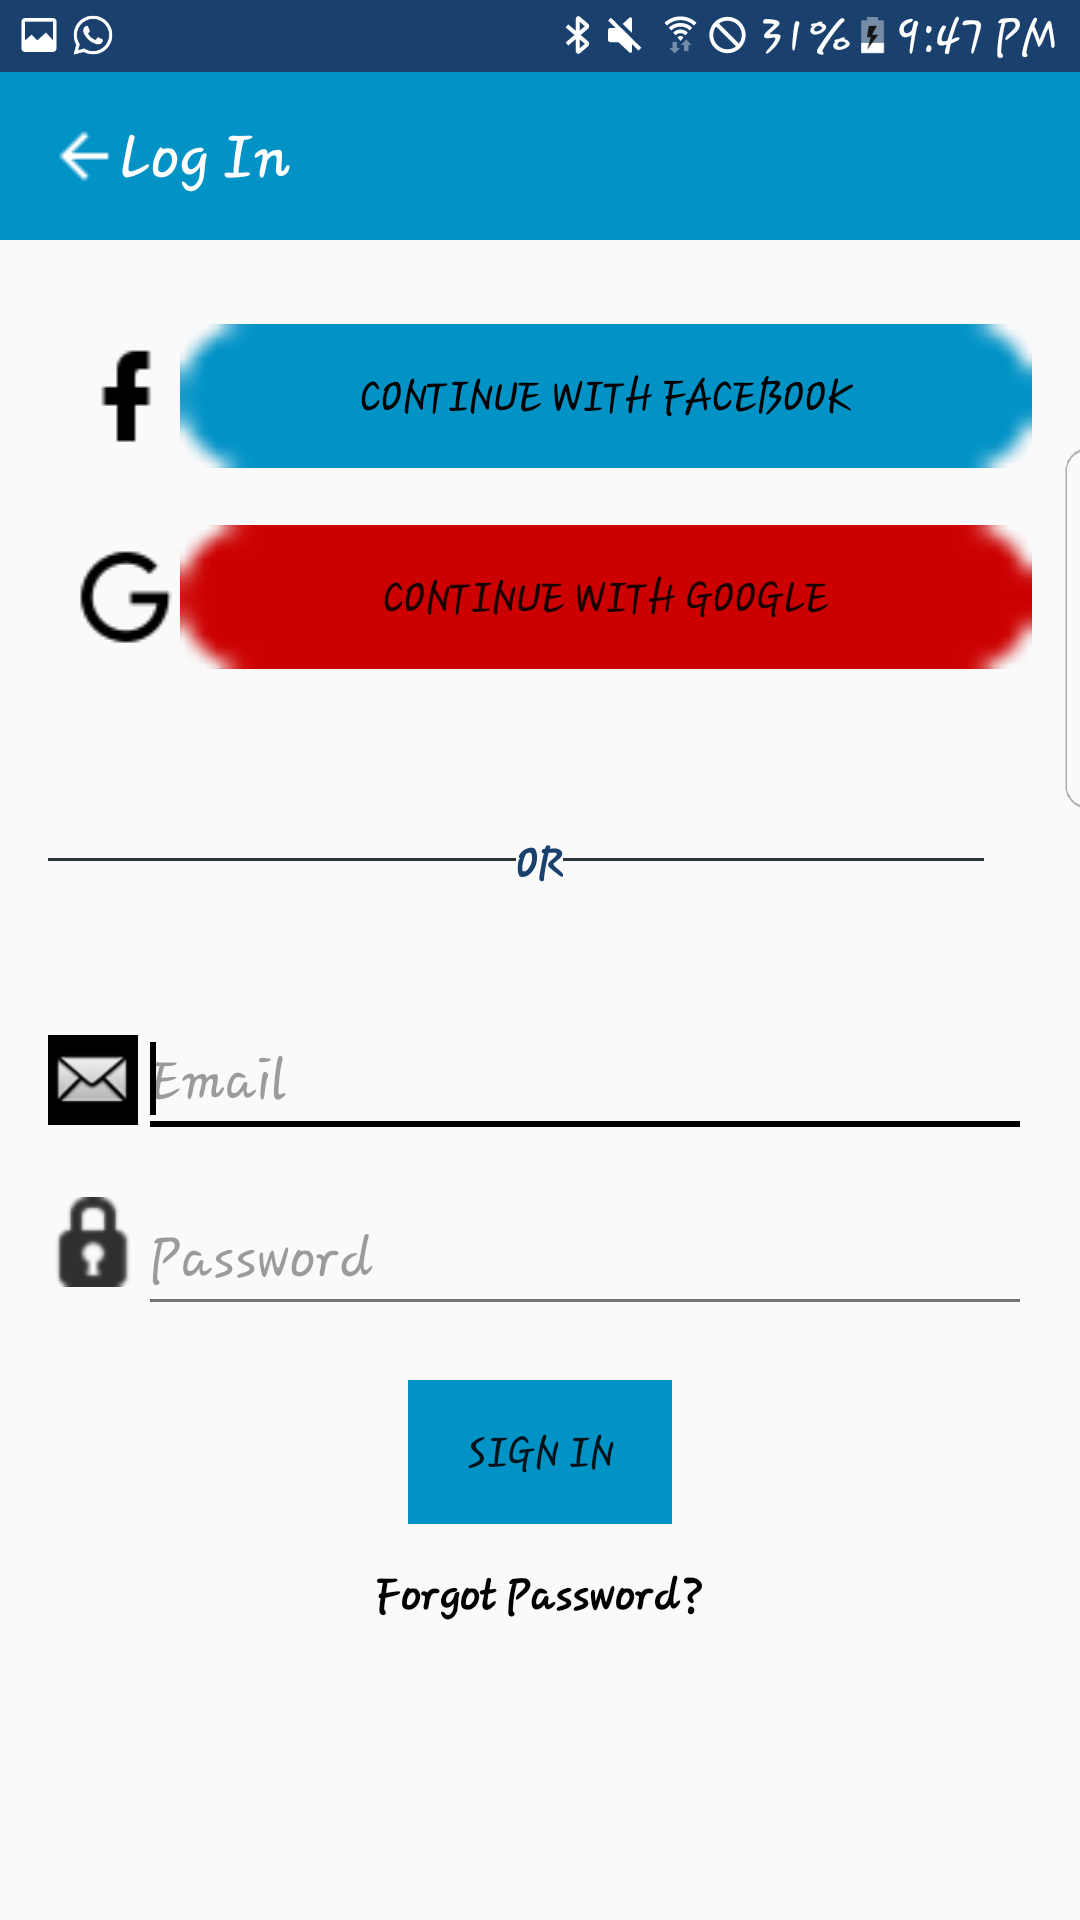 31% 9:47 PM
Log In
CONTINUE WITH FACEBOOK
CONTINUE WITH GOOGLE
OR
Email
Password
SIGN IN
Forgot Password?